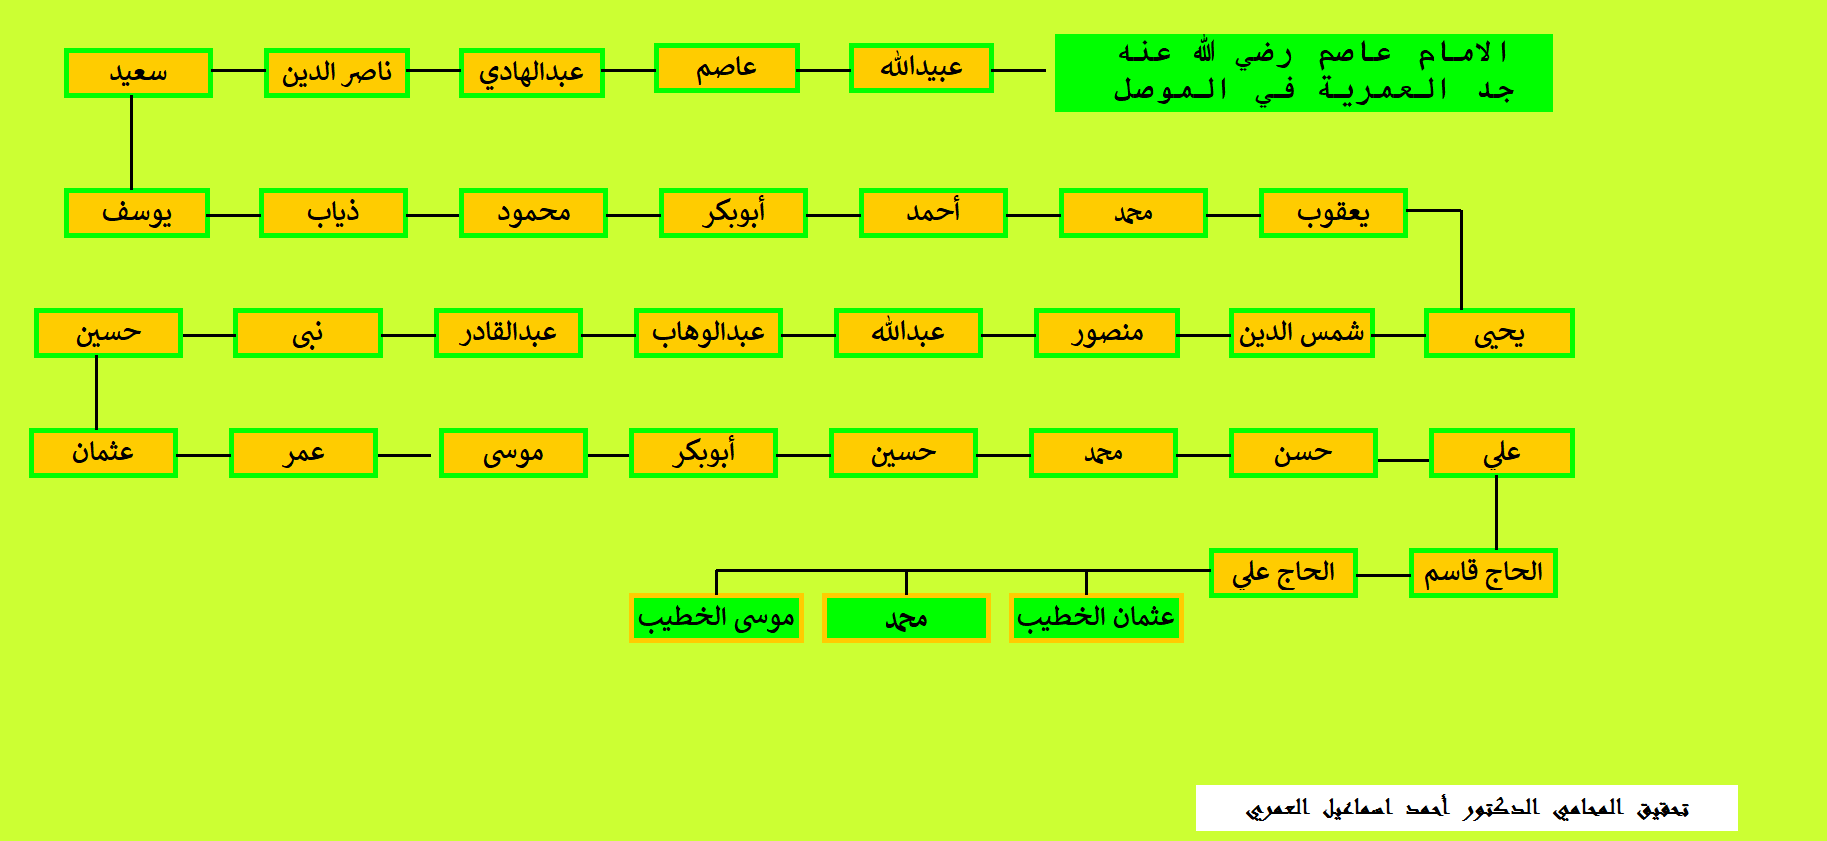 الامام عاصم رضي الله عنه
جد العمرية في الموصل
عبيدالله
عاصم
عبدالهادي
ناصر الدين
سعيد
يعقوب
محمد
أحمد
أبوبكر
محمود
ذياب
يوسف
يحيى
شمس الدين
منصور
عبدالله
عبدالوهاب
عبدالقادر
نبى
حسين
علي
حسن
محمد
حسين
أبوبكر
موسى
عمر
عثمان
الحاج قاسم
الحاج علي
عثمان الخطيب
محمد
موسى الخطيب
تحقيق المحامي الدكتور أحمد اسماعيل العمري